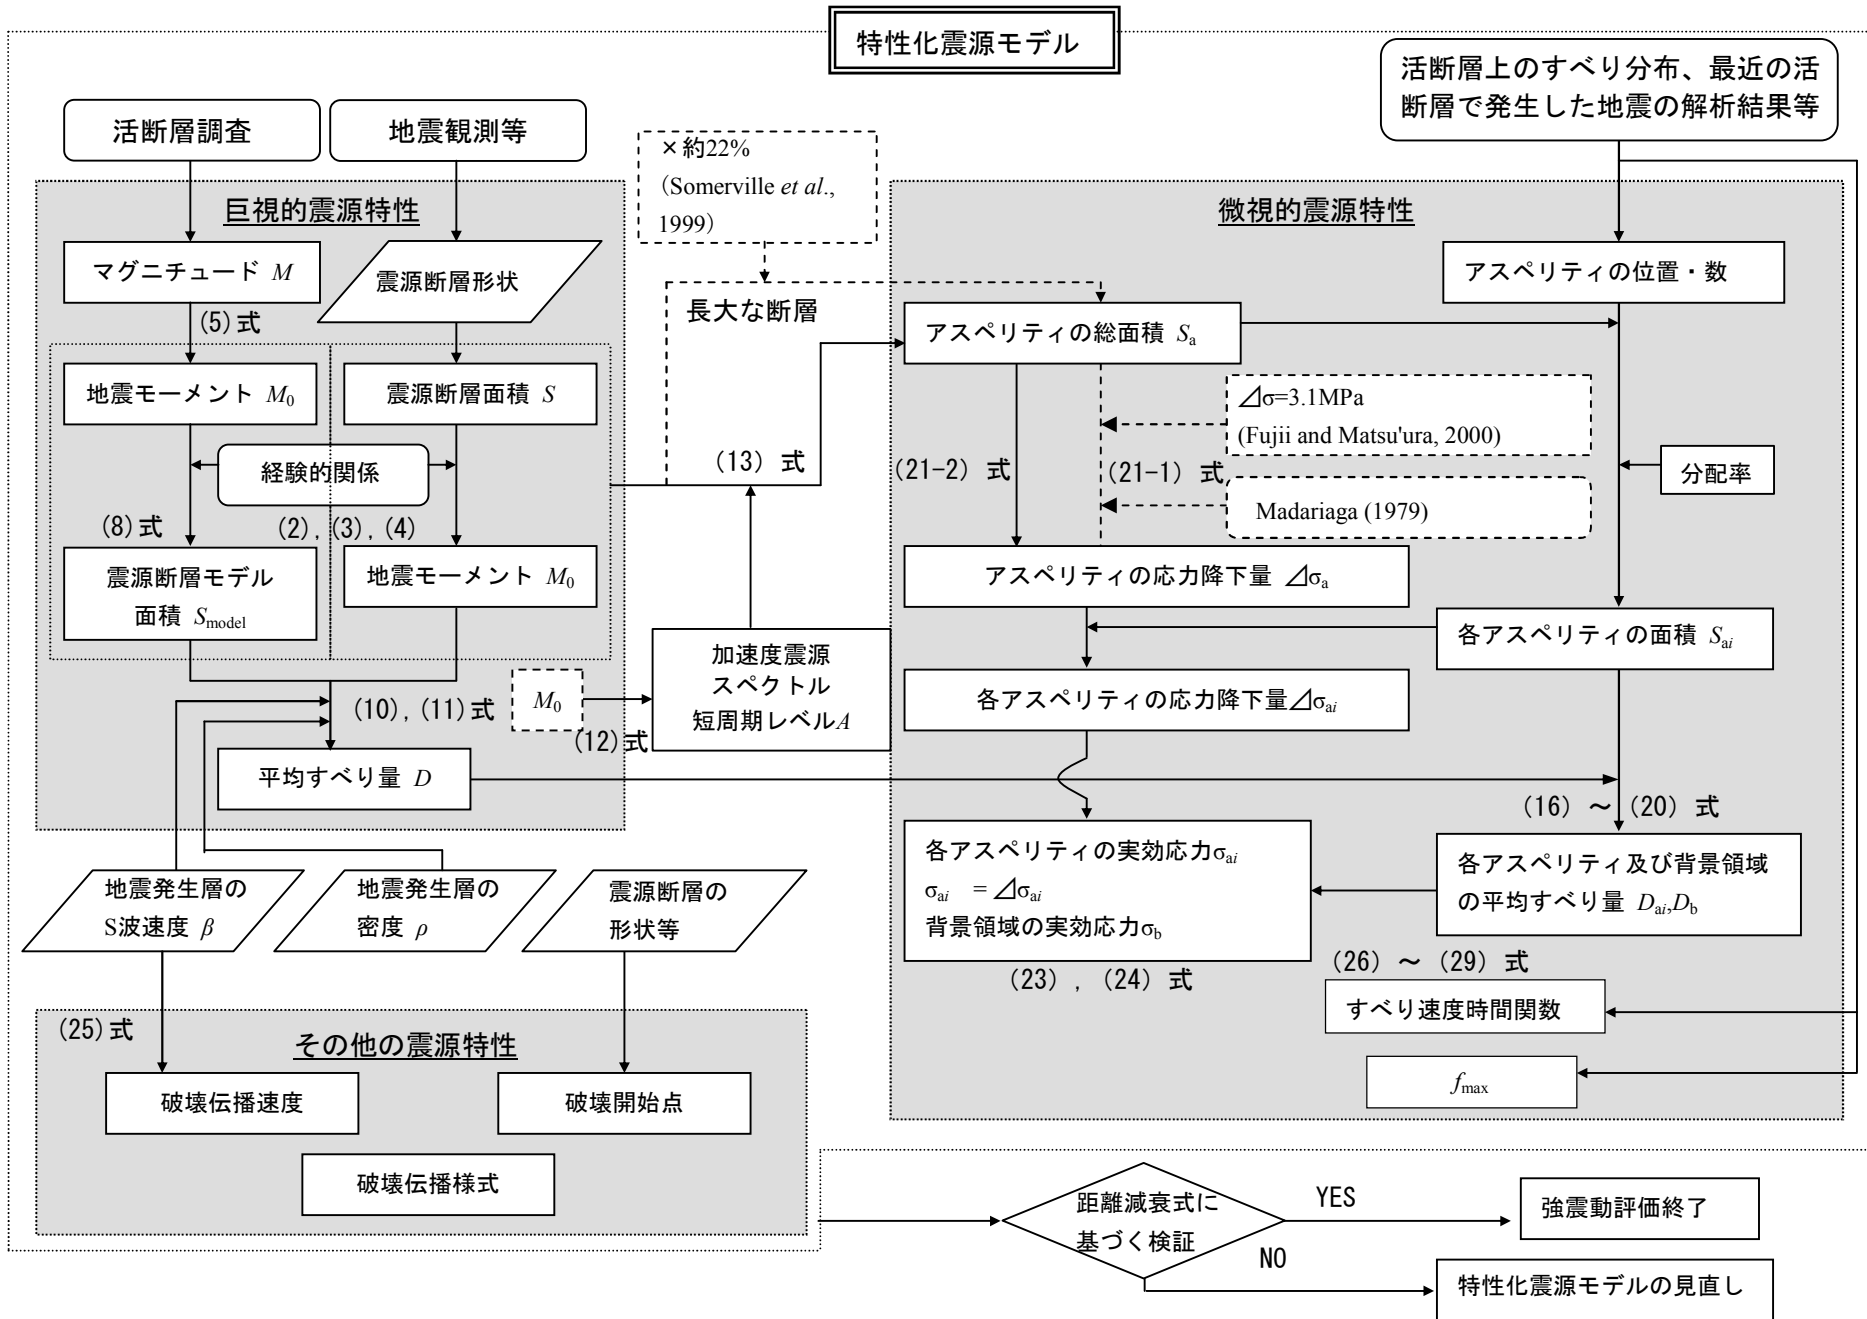 特性化震源モデル
活断層上のすべり分布、最近の活
断層で発生した地震の解析結果等
活断層調査
地震観測等
×約22%
(Somerville et al.,
1999)
巨視的震源特性
マグニチュード M
震源断層形状
(5)式
地震モーメント M0
震源断層面積 S
経験的関係
(8)式
(2), (3), (4)
震源断層モデル
面積 Smodel
地震モーメント M0
(10), (11)式
平均すべり量 D
長大な断層
(13) 式
M0
(12)式
加速度震源
スペクトル
短周期レベルA
微視的震源特性
アスペリティの位置・数
アスペリティの総面積 Sa
⊿σ=3.1MPa
(Fujii and Matsu'ura, 2000)
(21-2) 式
(21-1) 式
分配率
Madariaga (1979)
アスペリティの応力降下量 ⊿σa
各アスペリティの面積 Sai
各アスペリティの応力降下量⊿σai
(16) ～ (20) 式
各アスペリティの実効応力σai
σai = ⊿σai
背景領域の実効応力σb
各アスペリティ及び背景領域
の平均すべり量 Dai,Db
(23), (24) 式
(26) ～ (29) 式
すべり速度時間関数
fmax
地震発生層の
S波速度 β
地震発生層の
密度 ρ
震源断層の
形状等
(25)式
その他の震源特性
破壊伝播速度
破壊開始点
破壊伝播様式
距離減衰式に
基づく検証
YES
強震動評価終了
NO
特性化震源モデルの見直し